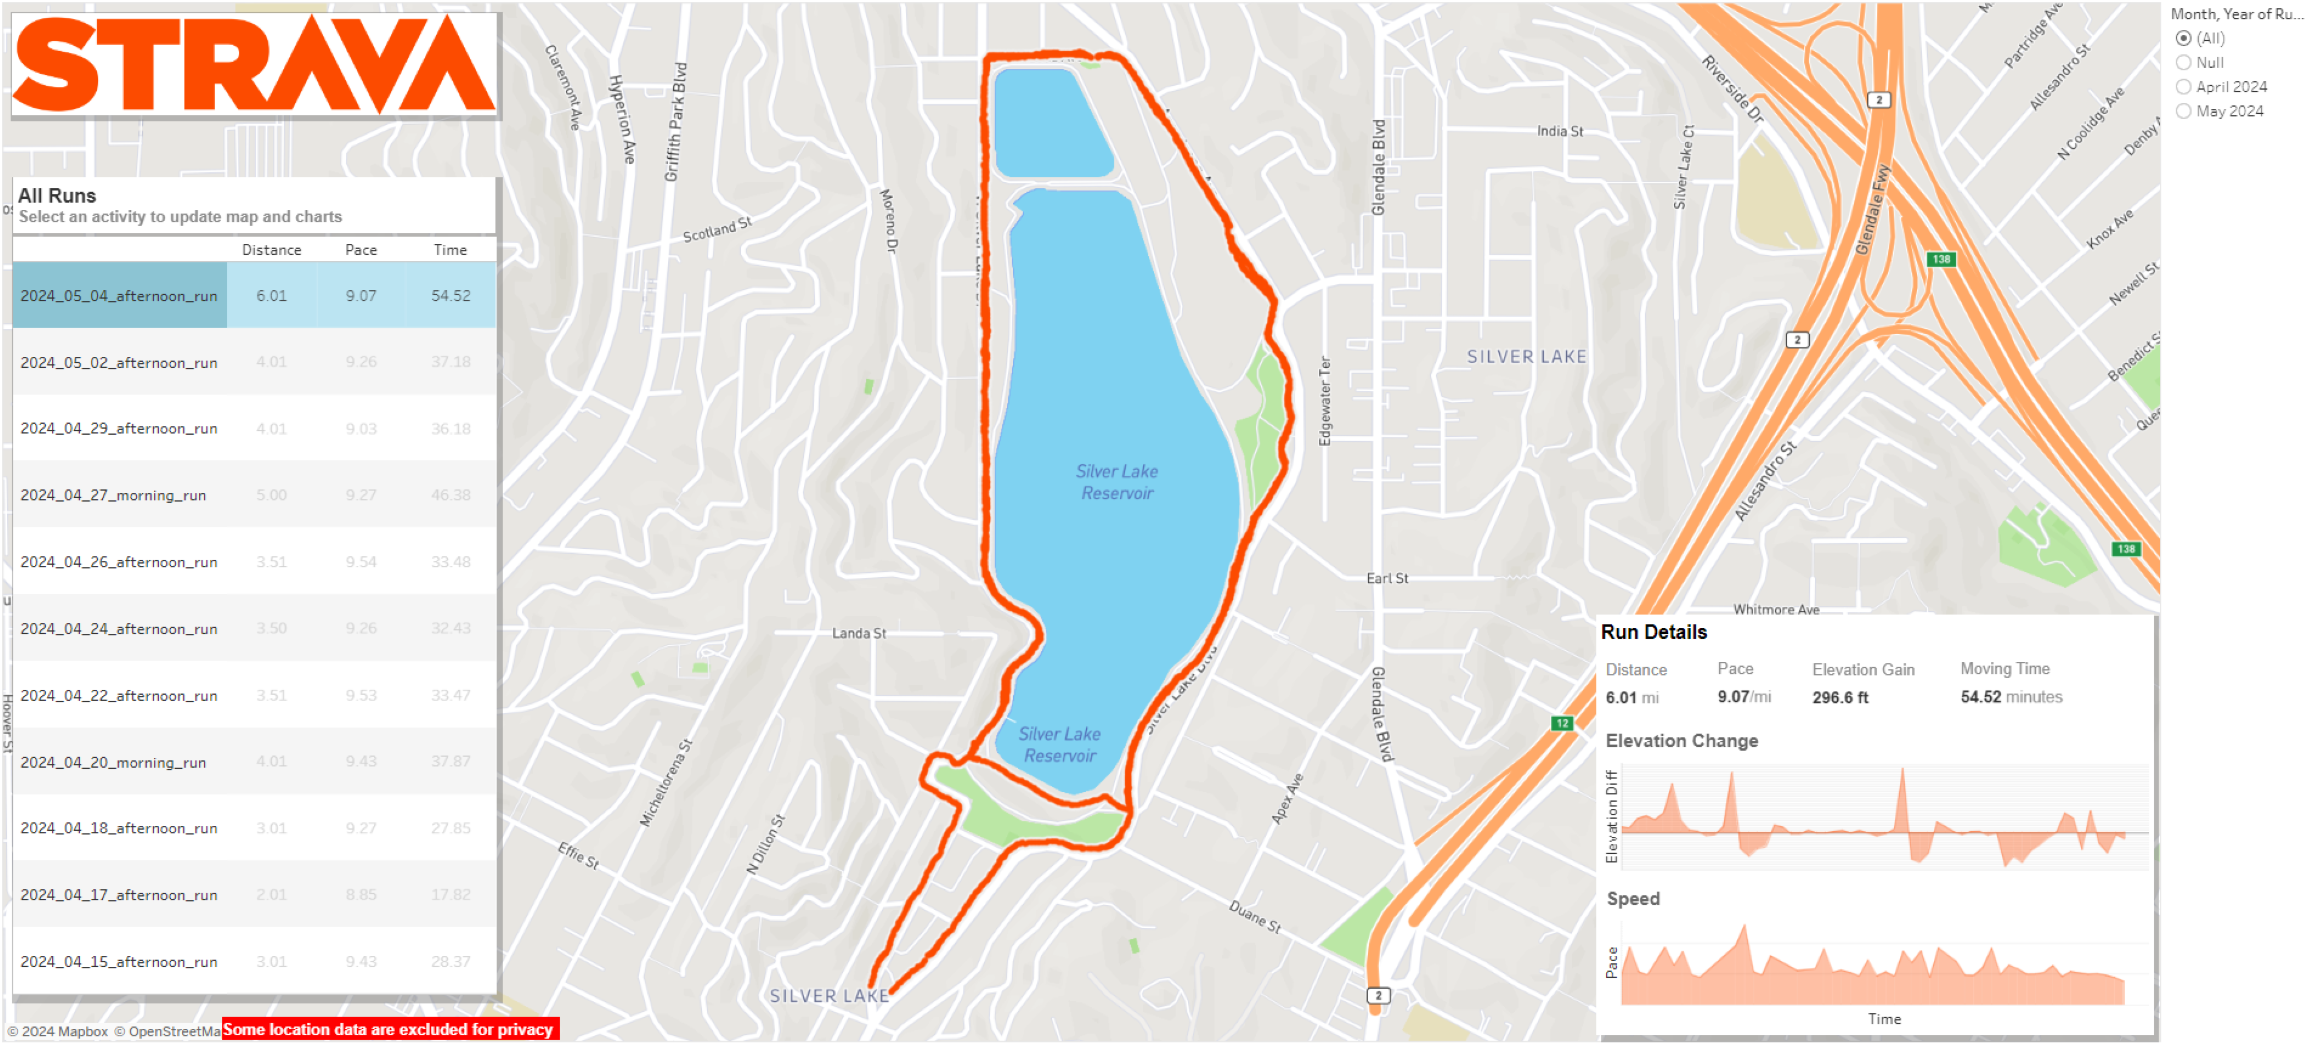 STRAVA
All Runs
Select an activity to update map and charts
Distance Pace Time
2024_05_04_afternoon_run 6.01 9.07 54.52
2024_05_02_afternoon_run 4.01 9.26 37.18
2024_04_29_afternoon_run 4.01 9.03 36.18
2024_04_27_morning_run 5.00 9.27 46.38
2024_04_26_afternoon_run 3.51 9.54 33.48
2024_04_24_afternoon_run 3.50 9.26 32.43
2024_04_22_afternoon_run 3.51 9.53 33.47
2024_04_20_morning_run 4.01 9.43 37.87
2024_04_18_afternoon_run 3.01 9.27 27.85
2024_04_17_afternoon_run 2.01 8.85 17.82
2024_04_15_afternoon_run 3.01 9.43 28.37
© 2024 Mapbox © OpenStreetMa
Some location data are excluded for privacy
Claremont Ave
Hyperion Ave
Griffith Park Blvd
Scotland St
Moreno Dr
Landa St
Micheltorena St
Effie St
N Dillon St
Hoover St
SILVER LAKE
Silver Lake
Reservoir
Silver Lake
Reservoir
Silver Lake Blvd
Edgewater Ter
Glendale Blvd
Earl St
Glendale Blvd
Apex Ave
Duane St
India St
Silver Lake Ct
SILVER LAKE
Riverside Dr
Glendale Fwy
Allesandro St
Whitmore Ave
Partridge Ave
Allesandro St
N Coolidge Ave
Denby A
Knox Ave
Newell St
Benedict S
Que
2
2
138
138
12
2
Month, Year of Ru...
(All)
Null
April 2024
May 2024
Run Details
Distance Pace Elevation Gain Moving Time
6.01 mi 9.07/mi 296.6 ft 54.52 minutes
Elevation Change
Elevation Diff
Speed
Pace
Time